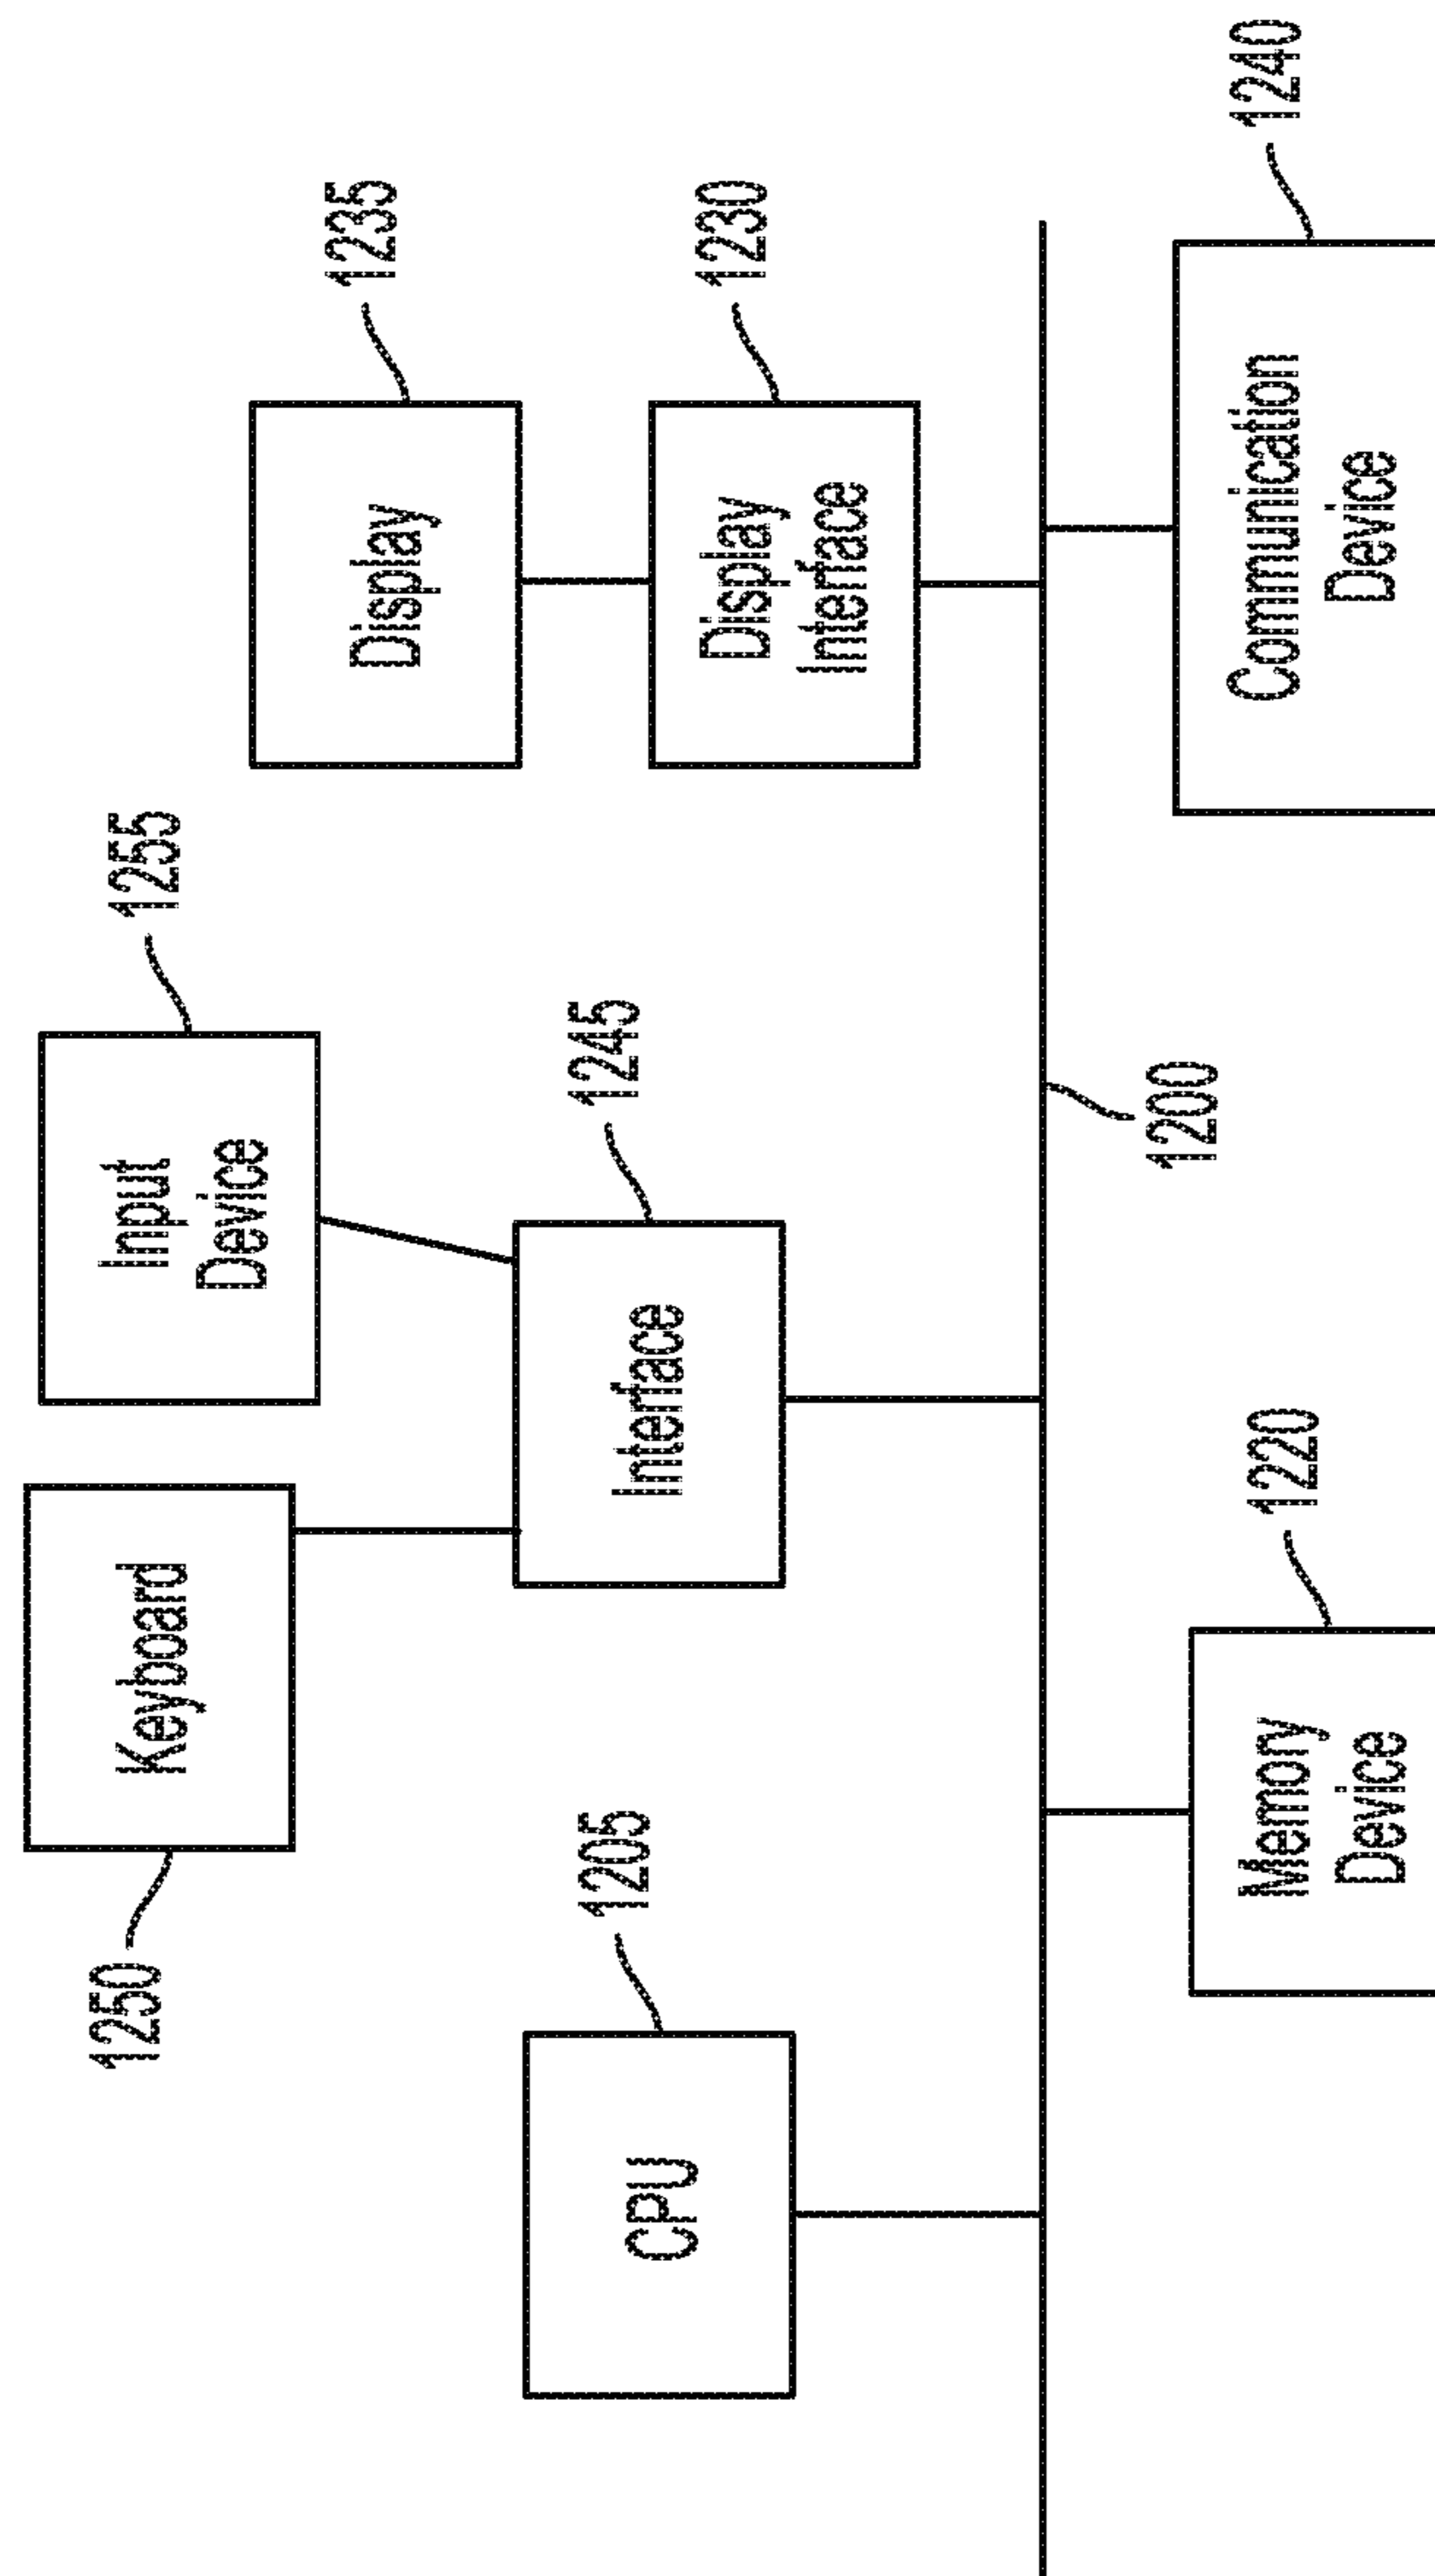 1250
Keyboard
Input
Device
1255
Display
1235
CPU
1205
Interface
1245
Display
Interface
1230
1200
Memory
Device
1220
Communication
Device
1240